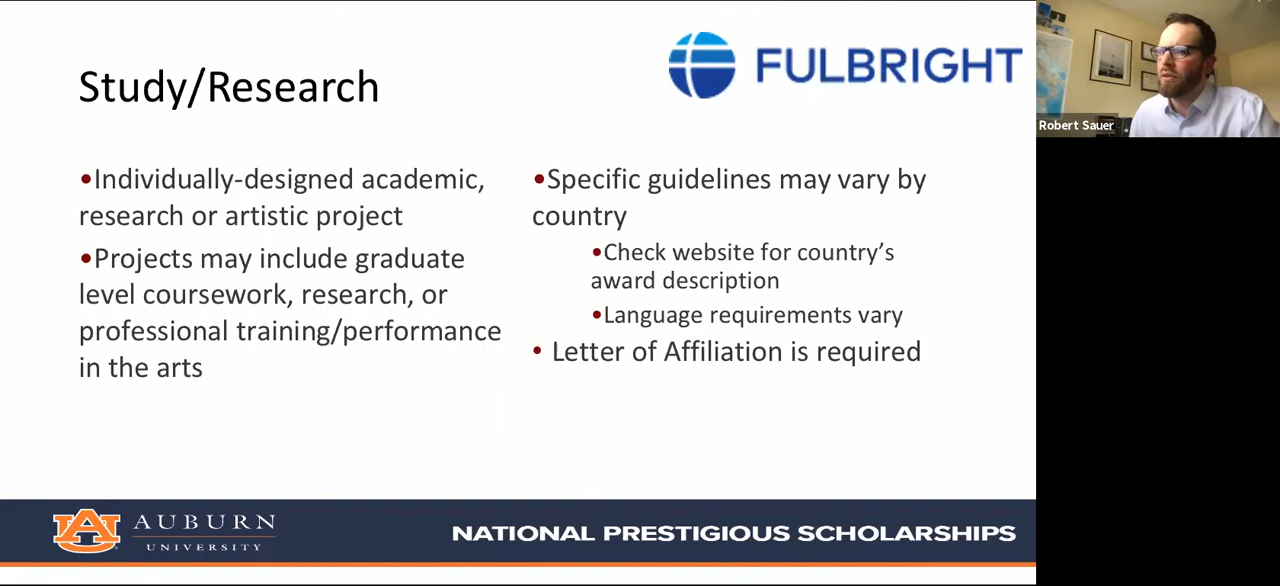 Study/Research
FULBRIGHT
•Individually-designed academic,
research or artistic project
•Projects may include graduate
level coursework, research, or
professional training/performance
in the arts
•Specific guidelines may vary by
country
•Check website for country’s
award description
•Language requirements vary
• Letter of Affiliation is required
Robert Sauer
AU
AUBURN
UNIVERSITY
NATIONAL PRESTIGIOUS SCHOLARSHIPS